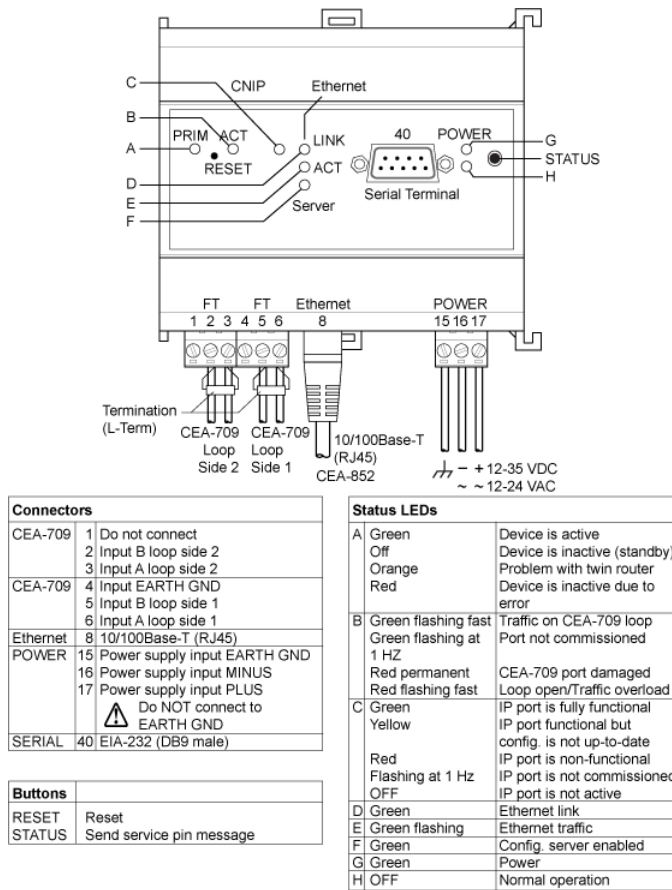 C CNIP Ethernet
B
PRIM ACT LINK 40 POWER G
A STATUS
RESET ACT H
D
E Serial Terminal
F Server
FT FT Ethernet POWER
1 2 3 4 5 6 8 15 16 17
Termination
(L-Term)
CEA-709 Loop Side 2
CEA-709 Loop Side 1
10/100Base-T
(RJ45)
CEA-852
- + 12-35 VDC
~ ~ 12-24 VAC
Connectors
CEA-709 1 Do not connect
2 Input B loop side 2
3 Input A loop side 2
CEA-709 4 Input EARTH GND
5 Input B loop side 1
6 Input A loop side 1
Ethernet 8 10/100Base-T (RJ45)
POWER 15 Power supply input EARTH GND
16 Power supply input MINUS
17 Power supply input PLUS
Do NOT connect to
EARTH GND
SERIAL 40 EIA-232 (DB9 male)
Buttons
RESET Reset
STATUS Send service pin message
Status LEDs
A Green Device is active
Off Device is inactive (standby)
Orange Problem with twin router
Red Device is inactive due to
error
B Green flashing fast Traffic on CEA-709 loop
Green flashing at Port not commissioned
1 HZ
Red permanent CEA-709 port damaged
Red flashing fast Loop open/Traffic overload
C Green IP port is fully functional
Yellow IP port functional but
config. is not up-to-date
Red IP port is non-functional
Flashing at 1 Hz IP port is not commissioned
OFF IP port is not active
D Green Ethernet link
E Green flashing Ethernet traffic
F Green Config. server enabled
G Green Power
H OFF Normal operation